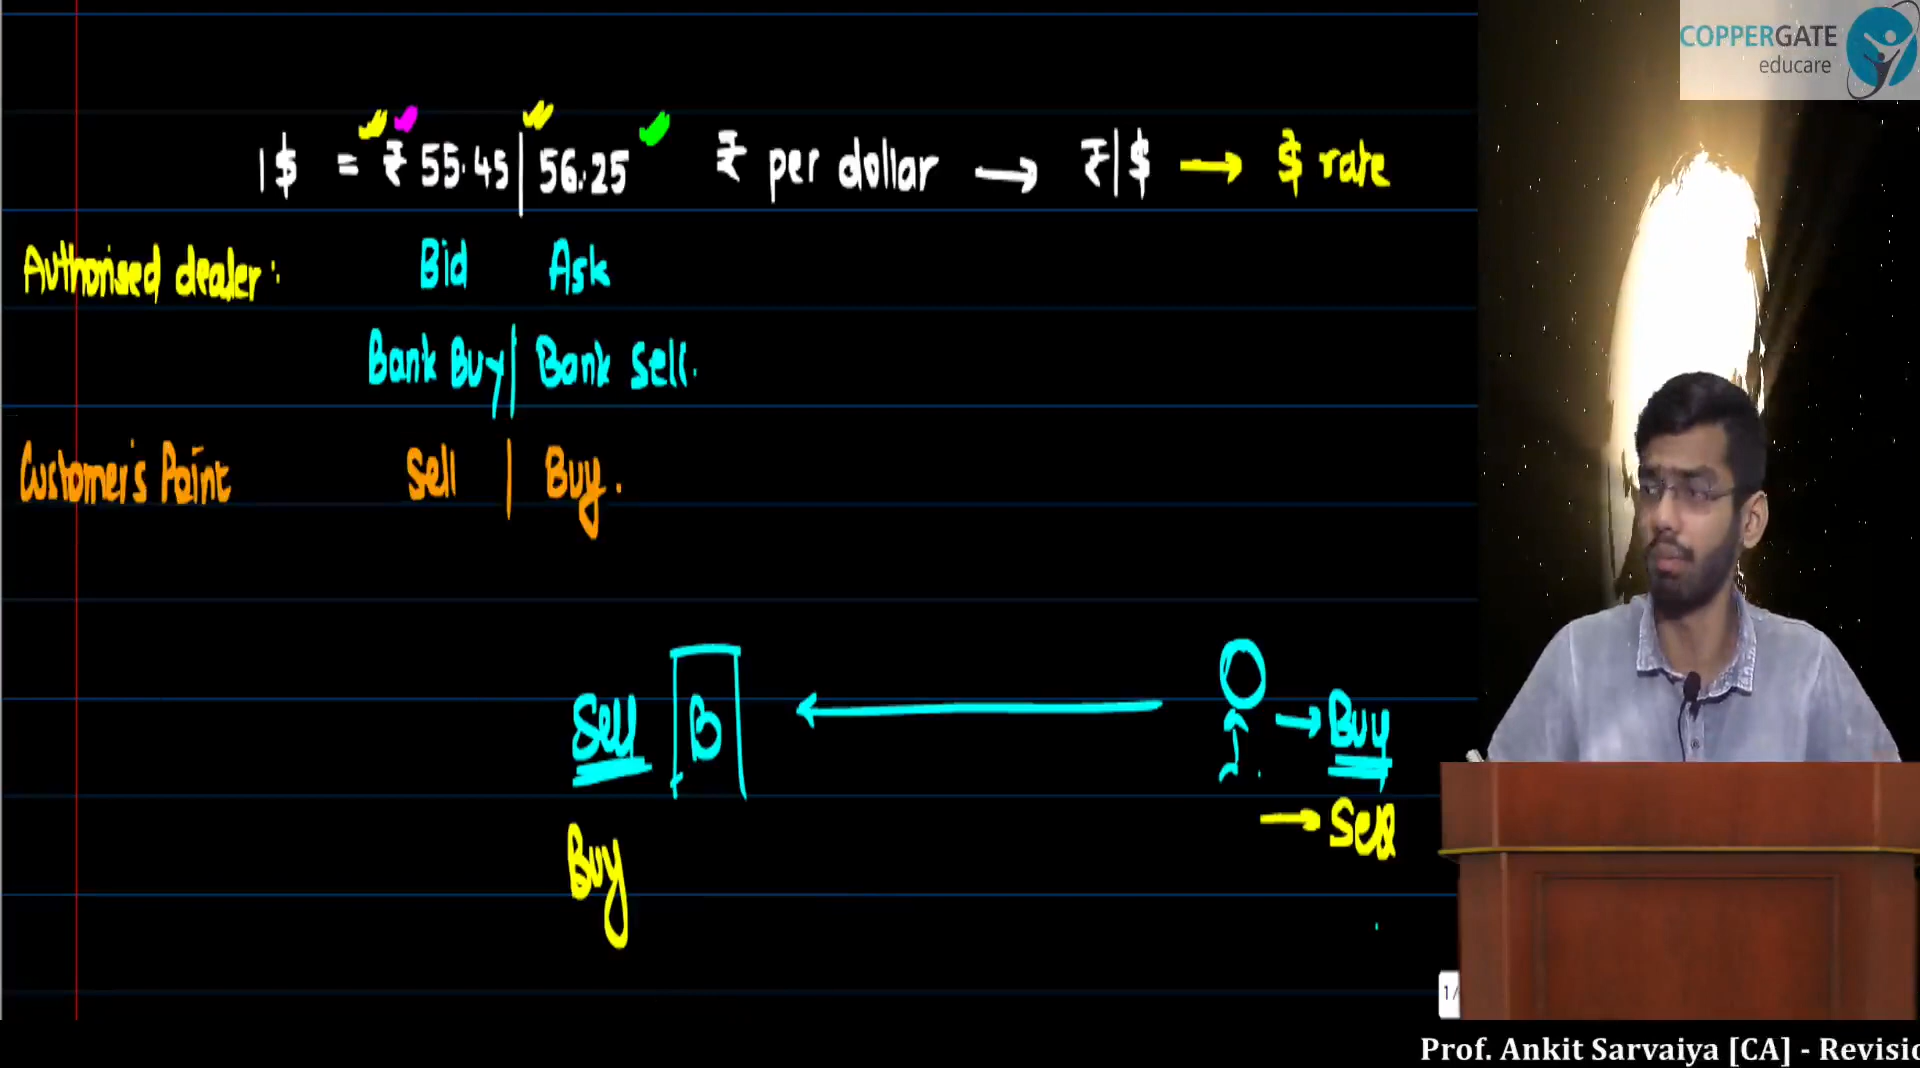 COPPERGATE
educare
1$ = ₹ 55.45 | 56.25 ₹ per dollar → ₹|$ → $ rate
Authorised dealer: Bid Ask
Bank Buy | Bank Sell.
Customer's Point Sell | Buy.
Sell B → Buy
→ Sell
Buy
1/
Prof. Ankit Sarvaiya [CA] - Revisio